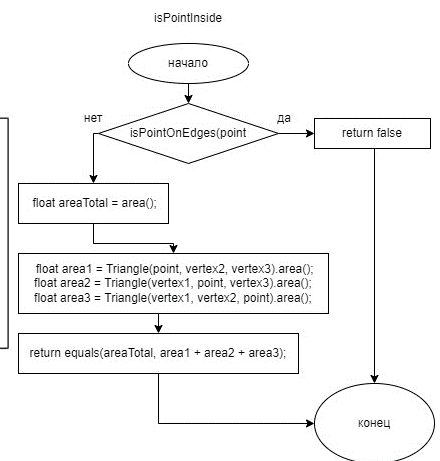 isPointInside
начало
нет
да
isPointOnEdges(point
return false
float areaTotal = area();
float area1 = Triangle(point, vertex2, vertex3).area();
float area2 = Triangle(vertex1, point, vertex3).area();
float area3 = Triangle(vertex1, vertex2, point).area();
return equals(areaTotal, area1 + area2 + area3);
конец